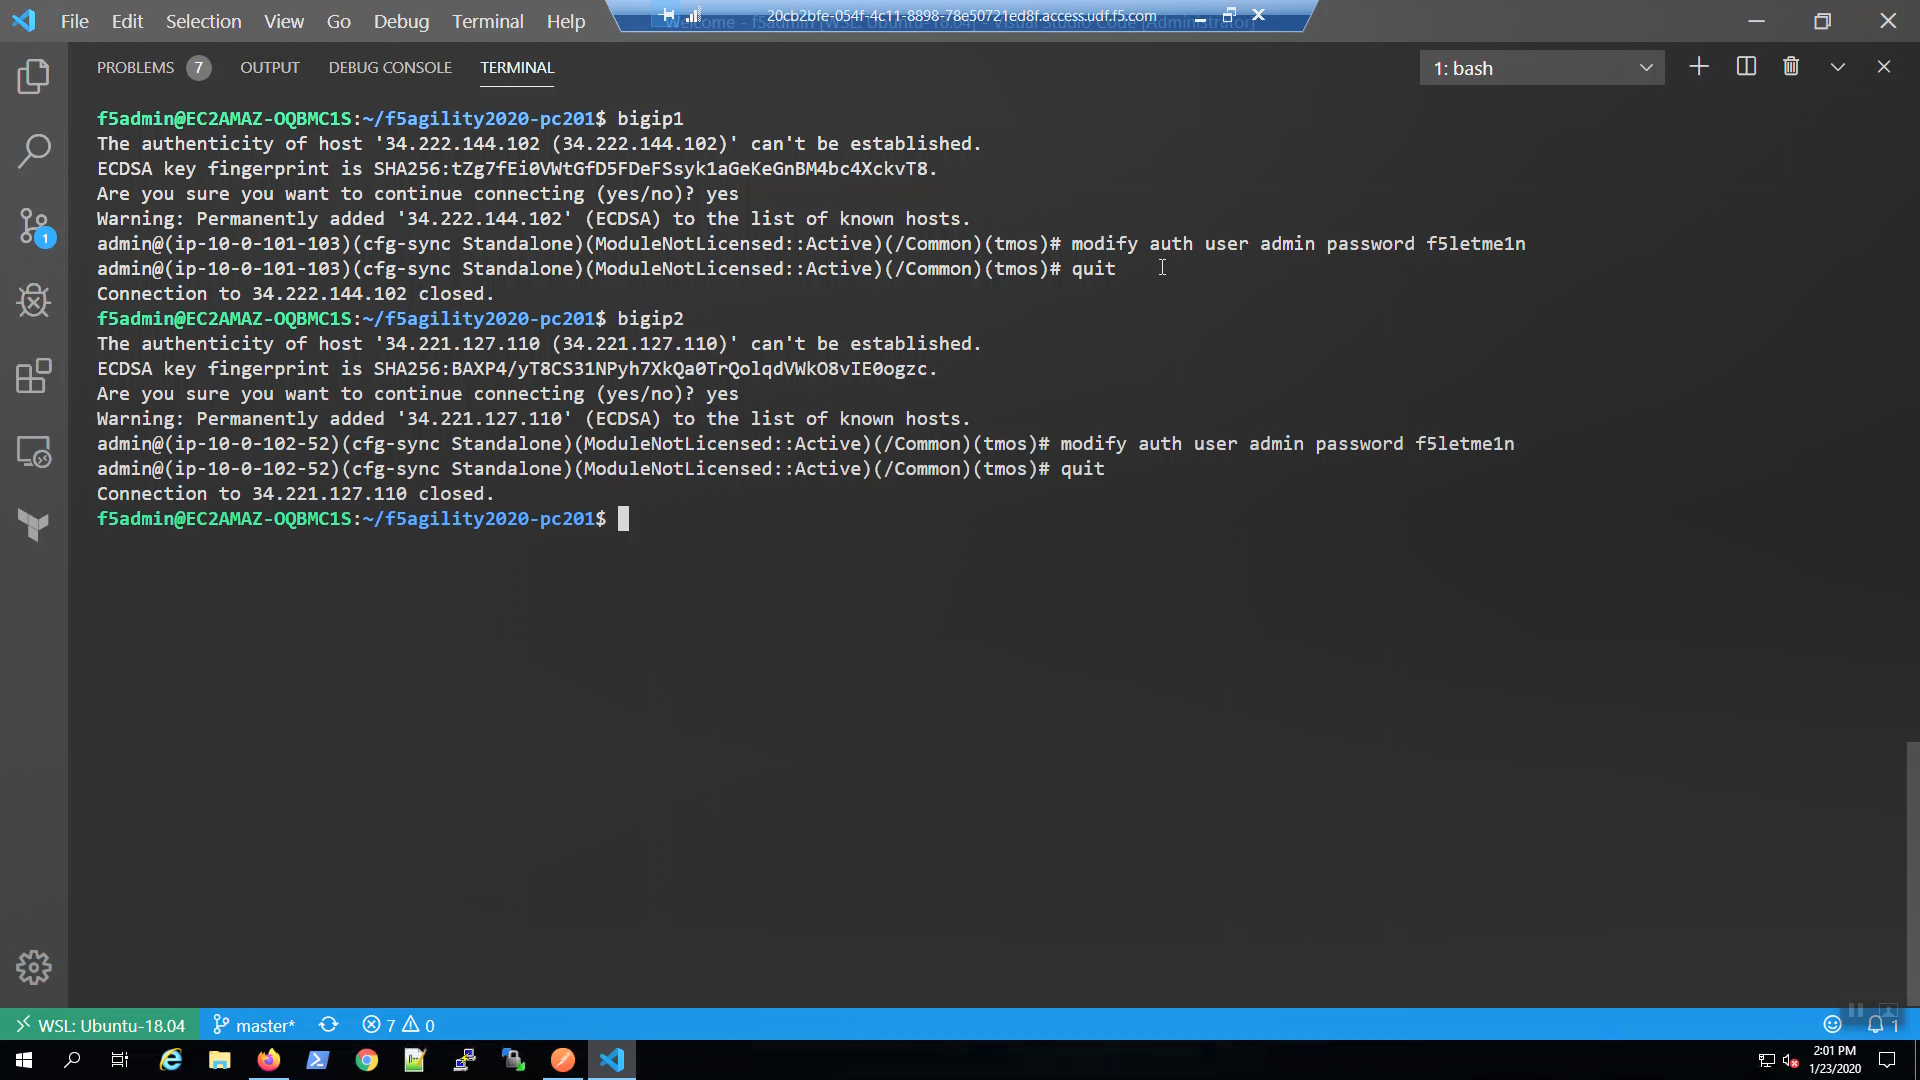 File Edit Selection View Go Debug Terminal Help
20cb2bfe-054f-4c11-8898-78e50721ed8f.access.udf.f5.com
PROBLEMS 7 OUTPUT DEBUG CONSOLE TERMINAL
1: bash
f5admin@EC2AMAZ-OQBMC1S:~/f5agility2020-pc201$ bigip1
The authenticity of host '34.222.144.102 (34.222.144.102)' can't be established.
ECDSA key fingerprint is SHA256:tZg7fEi0VWtGfD5FDeFSsyk1aGeKeGnBM4bc4XckvT8.
Are you sure you want to continue connecting (yes/no)? yes
Warning: Permanently added '34.222.144.102' (ECDSA) to the list of known hosts.
admin@(ip-10-0-101-103)(cfg-sync Standalone)(ModuleNotLicensed::Active)(/Common)(tmos)# modify auth user admin password f5letme1n
admin@(ip-10-0-101-103)(cfg-sync Standalone)(ModuleNotLicensed::Active)(/Common)(tmos)# quit
Connection to 34.222.144.102 closed.
f5admin@EC2AMAZ-OQBMC1S:~/f5agility2020-pc201$ bigip2
The authenticity of host '34.221.127.110 (34.221.127.110)' can't be established.
ECDSA key fingerprint is SHA256:BAXP4/yT8CS31NPyh7XkQa0TrQolqdVWkO8vIE0ogzc.
Are you sure you want to continue connecting (yes/no)? yes
Warning: Permanently added '34.221.127.110' (ECDSA) to the list of known hosts.
admin@(ip-10-0-102-52)(cfg-sync Standalone)(ModuleNotLicensed::Active)(/Common)(tmos)# modify auth user admin password f5letme1n
admin@(ip-10-0-102-52)(cfg-sync Standalone)(ModuleNotLicensed::Active)(/Common)(tmos)# quit
Connection to 34.221.127.110 closed.
f5admin@EC2AMAZ-OQBMC1S:~/f5agility2020-pc201$
1
WSL: Ubuntu-18.04 master* 7 0 1
2:01 PM
1/23/2020